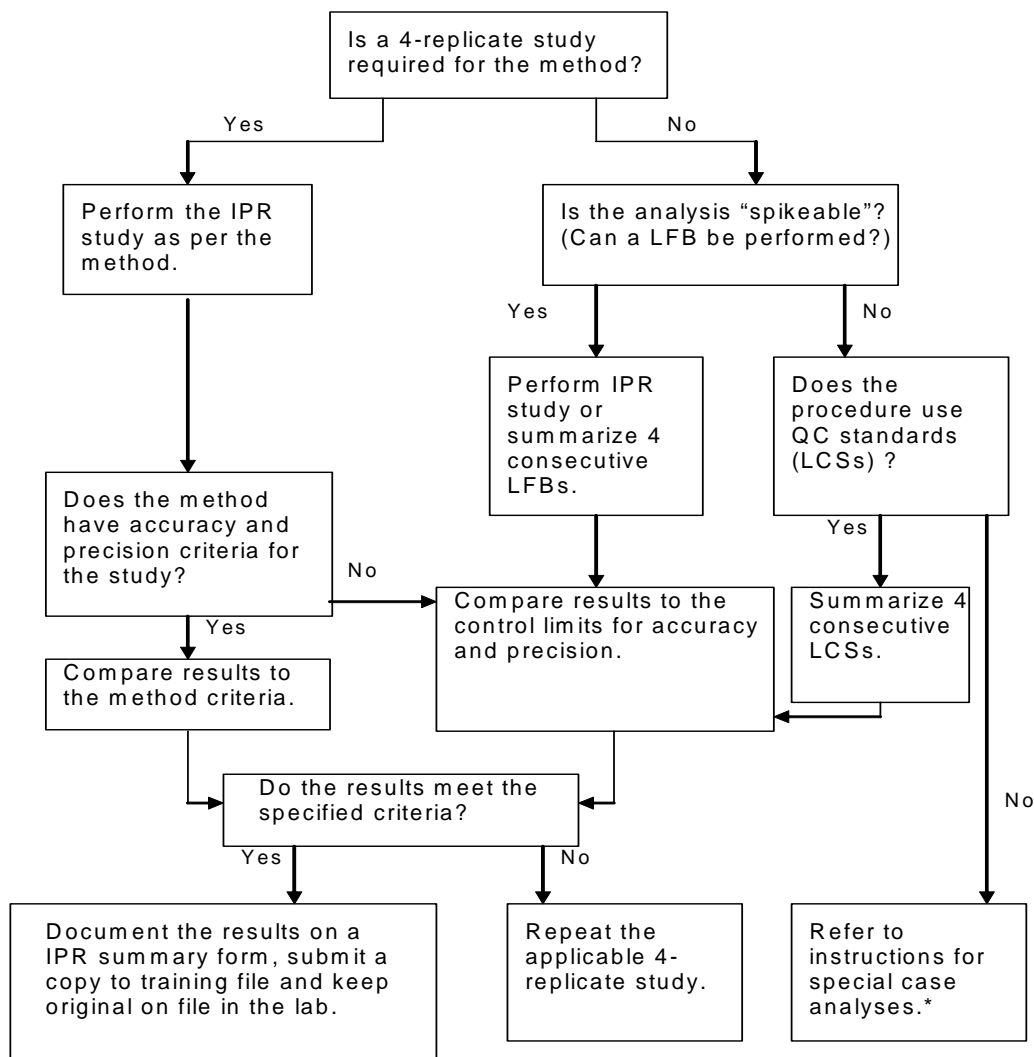 Is a 4-replicate study
required for the method?
Yes
No
Perform the IPR
study as per the
method.
Is the analysis “spikeable”?
(Can a LFB be performed?)
Yes
No
Perform IPR
study or
summarize 4
consecutive
LFBs.
Does the
procedure use
QC standards
(LCSs) ?
Does the method
have accuracy and
precision criteria for
the study?
No
Yes
Yes
Compare results to the
control limits for accuracy
and precision.
Summarize 4
consecutive
LCSs.
Compare results to
the method criteria.
Do the results meet the
specified criteria?
No
Yes
No
Document the results on a
IPR summary form, submit a
copy to training file and keep
original on file in the lab.
Repeat the
applicable 4-
replicate study.
Refer to
instructions for
special case
analyses.*